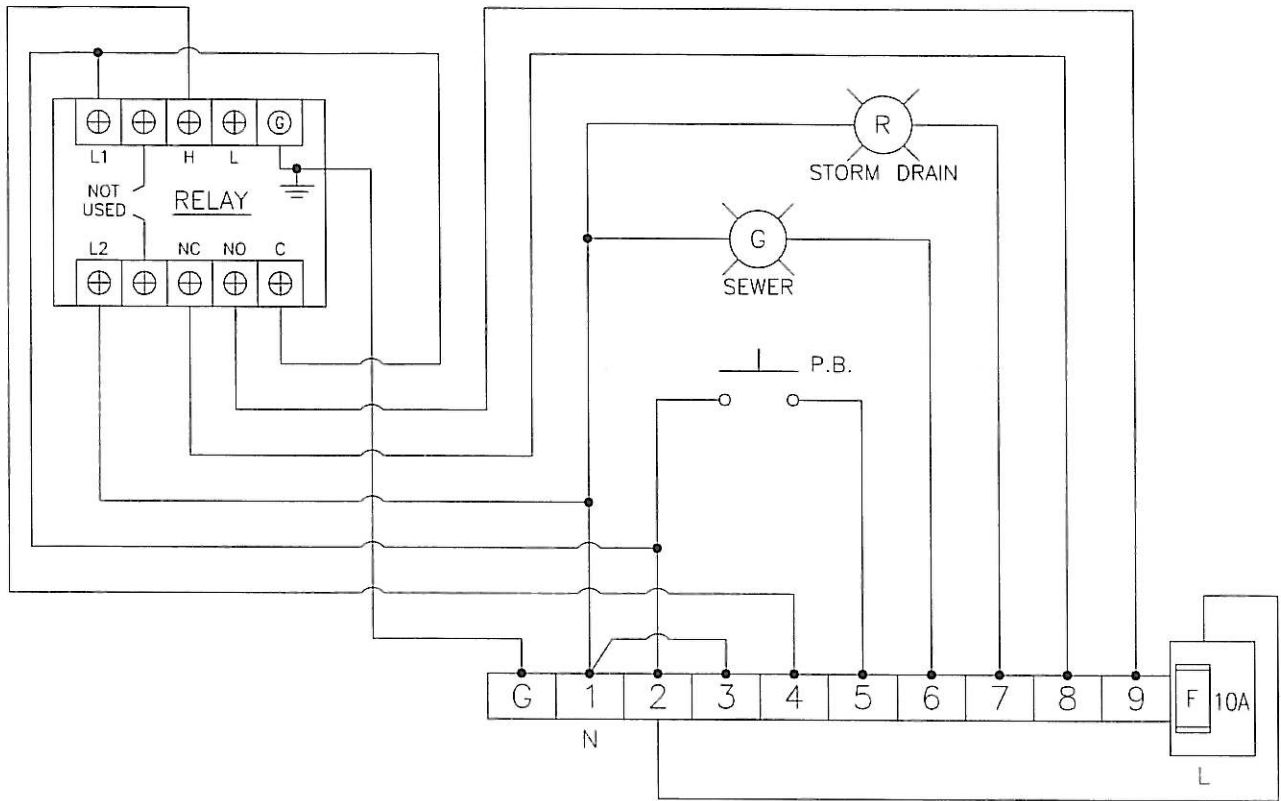 G
L1 H L
NOT
USED
RELAY
L2 NC NO C
R
STORM DRAIN
G
SEWER
P.B.
G 1 2 3 4 5 6 7 8 9 F 10A
N
L